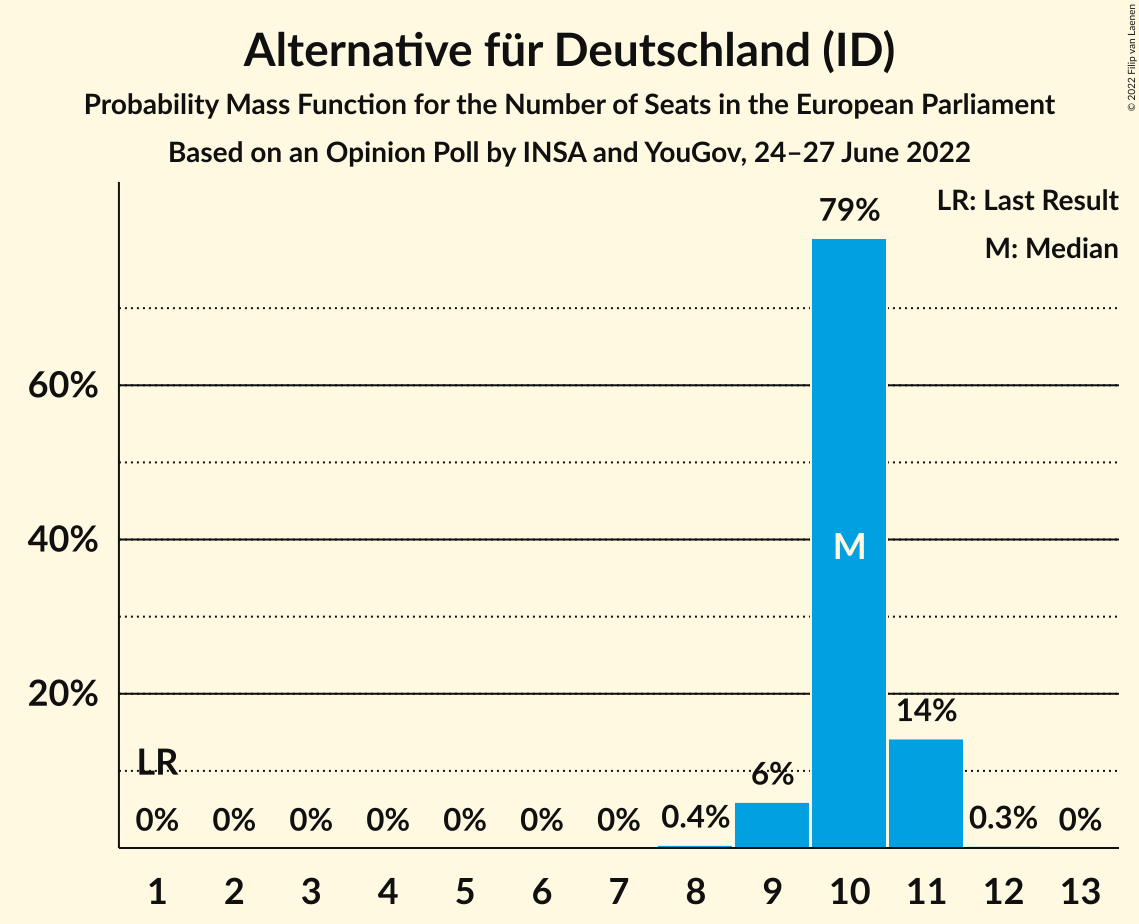 Alternative für Deutschland (ID)
Probability Mass Function for the Number of Seats in the European Parliament
Based on an Opinion Poll by INSA and YouGov, 24–27 June 2022
© 2022 Filip van Laenen
LR: Last Result
M: Median
79%
60%
40%
M
20%
14%
LR
6%
0% 0% 0% 0% 0% 0% 0% 0.4% 0.3% 0%
1 2 3 4 5 6 7 8 9 10 11 12 13